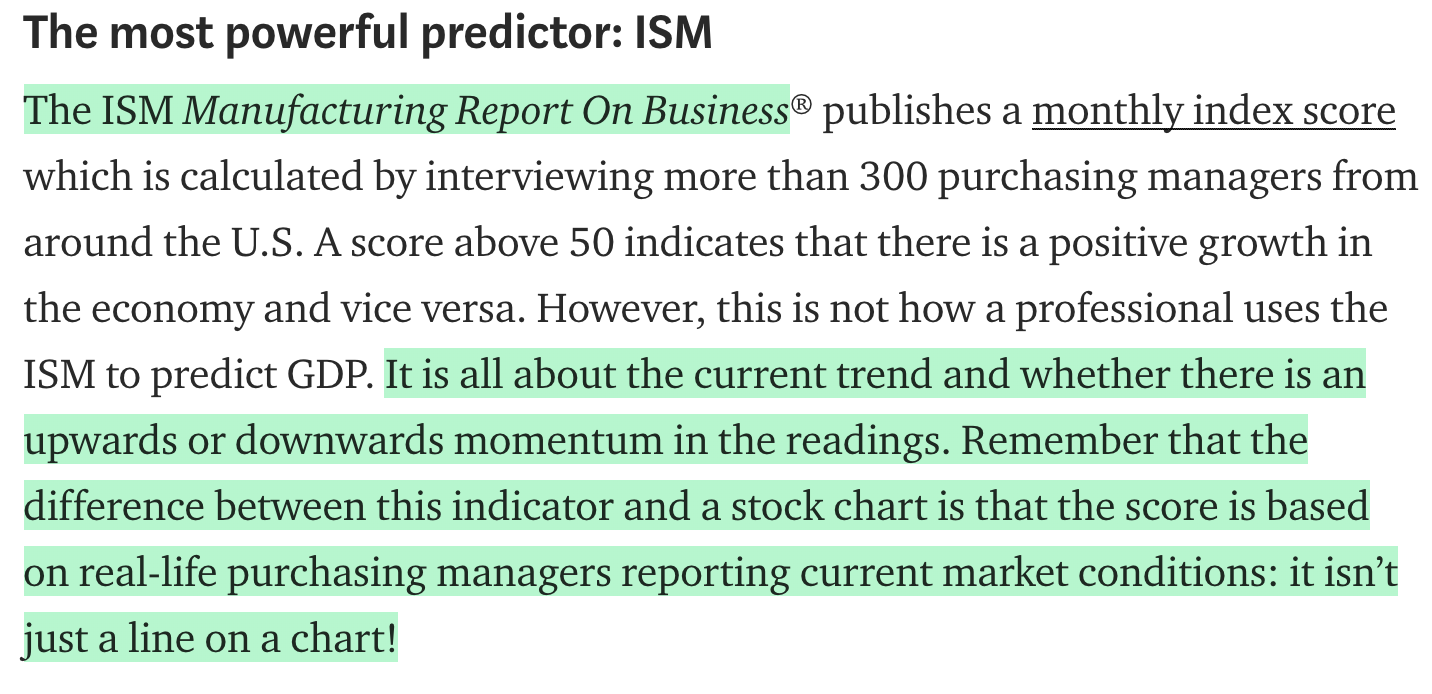 The most powerful predictor: ISM
The ISM Manufacturing Report On Business® publishes a monthly index score
which is calculated by interviewing more than 300 purchasing managers from
around the U.S. A score above 50 indicates that there is a positive growth in
the economy and vice versa. However, this is not how a professional uses the
ISM to predict GDP. It is all about the current trend and whether there is an
upwards or downwards momentum in the readings. Remember that the
difference between this indicator and a stock chart is that the score is based
on real-life purchasing managers reporting current market conditions: it isn’t
just a line on a chart!